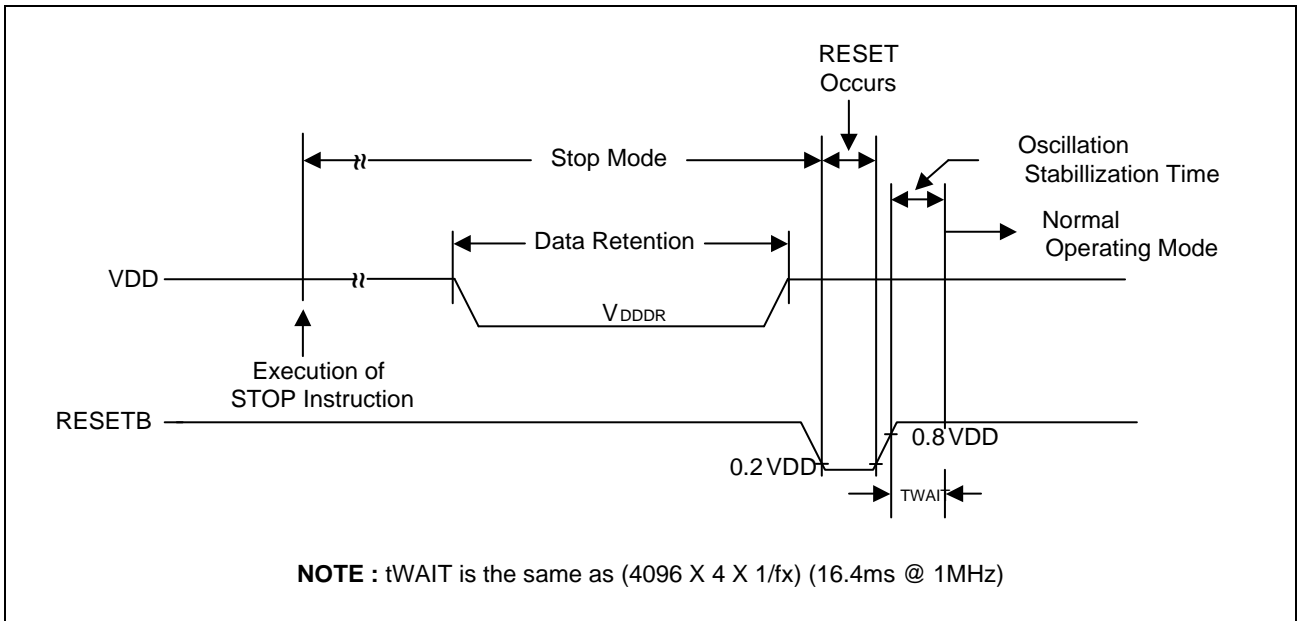 RESET
Occurs
Oscillation
Stabillization Time
Stop Mode
Normal
Operating Mode
Data Retention
VDD
VDDDR
Execution of
STOP Instruction
RESETB
0.8 VDD
0.2 VDD
TWAIT
NOTE : tWAIT is the same as (4096 X 4 X 1/fx) (16.4ms @ 1MHz)